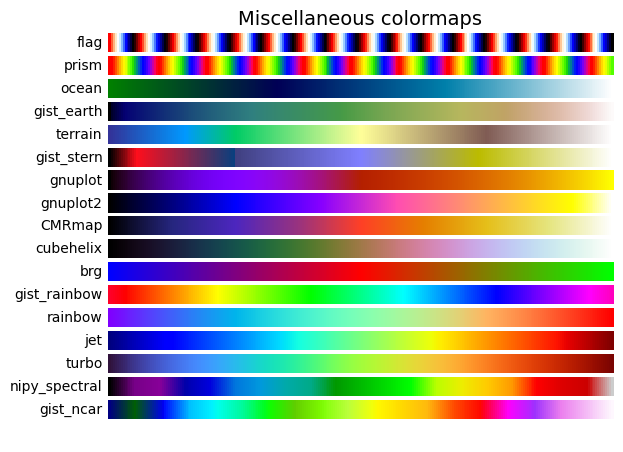 Miscellaneous colormaps
flag
prism
ocean
gist_earth
terrain
gist_stern
gnuplot
gnuplot2
CMRmap
cubehelix
brg
gist_rainbow
rainbow
jet
turbo
nipy_spectral
gist_ncar